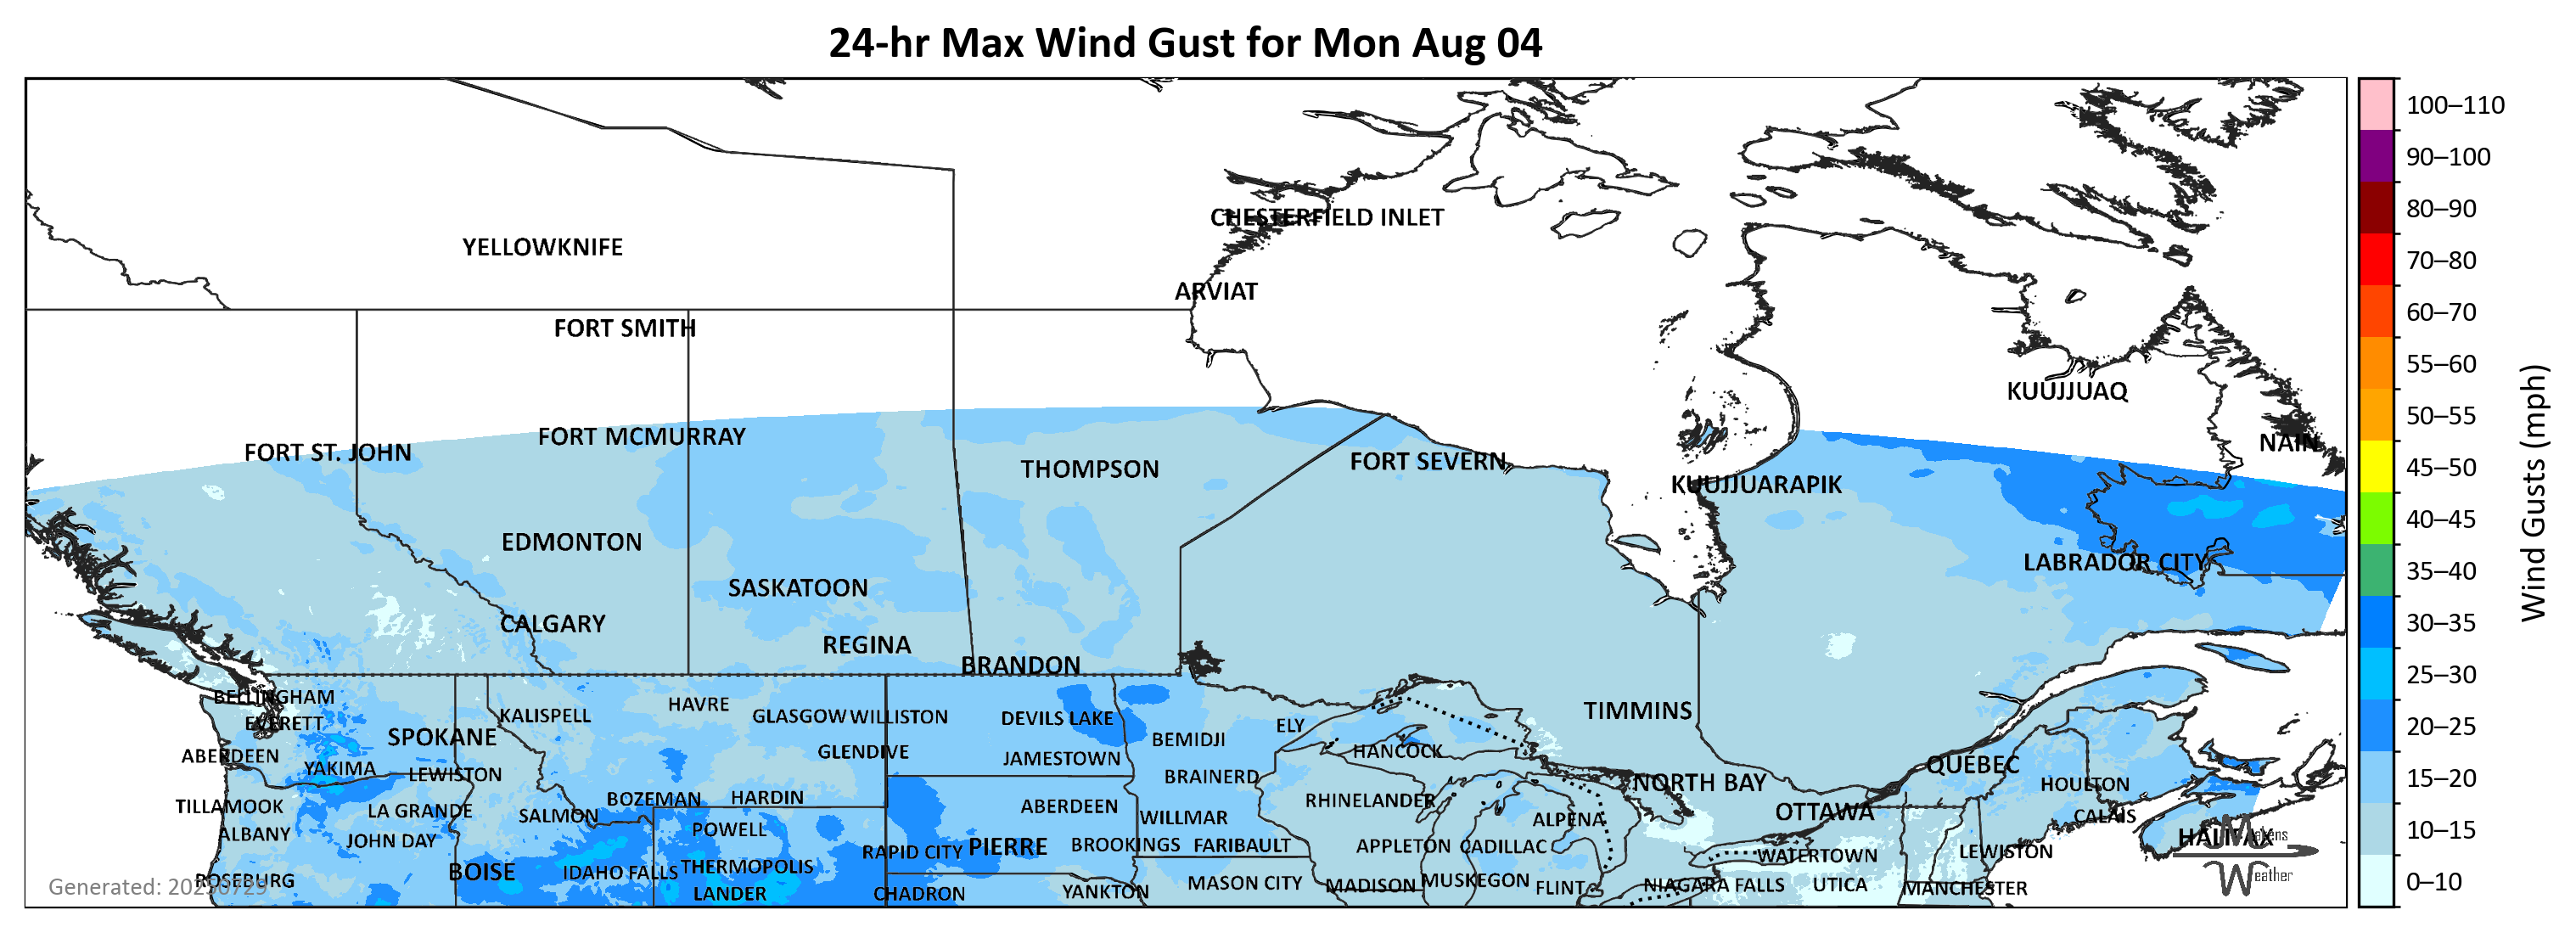 24-hr Max Wind Gust for Mon Aug 04
100–110
90–100
80–90
70–80
60–70
55–60
50–55
45–50
40–45
35–40
30–35
25–30
20–25
15–20
10–15
0–10
Wind Gusts (mph)
CHESTERFIELD INLET
YELLOWKNIFE
ARVIAT
FORT SMITH
KUUJJUAQ
FORT MCMURRAY
NAIN
FORT ST. JOHN
FORT SEVERN
THOMPSON
KUUJJUARAPIK
EDMONTON
LABRADOR CITY
SASKATOON
CALGARY
REGINA
BRANDON
BELLINGHAM
HAVRE
TIMMINS
KALISPELL
GLASGOW
WILLISTON
DEVILS LAKE
EVERETT
ELY
SPOKANE
BEMIDJI
GLENDIVE
HANCOCK
ABERDEEN
JAMESTOWN
QUÉBEC
YAKIMA
LEWISTON
BRAINERD
NORTH BAY
HOULTON
BOZEMAN
HARDIN
RHINELANDER
TILLAMOOK
ABERDEEN
LA GRANDE
SALMON
WILLMAR
ALPENA
OTTAWA
CALAIS
ALBANY
POWELL
HALIFAX
Makens
JOHN DAY
RAPID CITY
PIERRE
BROOKINGS
FARIBAULT
APPLETON
CADILLAC
WATERTOWN
LEWISTON
BOISE
IDAHO FALLS
THERMOPOLIS
Weather
ROSEBURG
MASON CITY
MADISON
MUSKEGON
FLINT
NIAGARA FALLS
UTICA
MANCHESTER
LANDER
CHADRON
YANKTON
Generated: 20250729